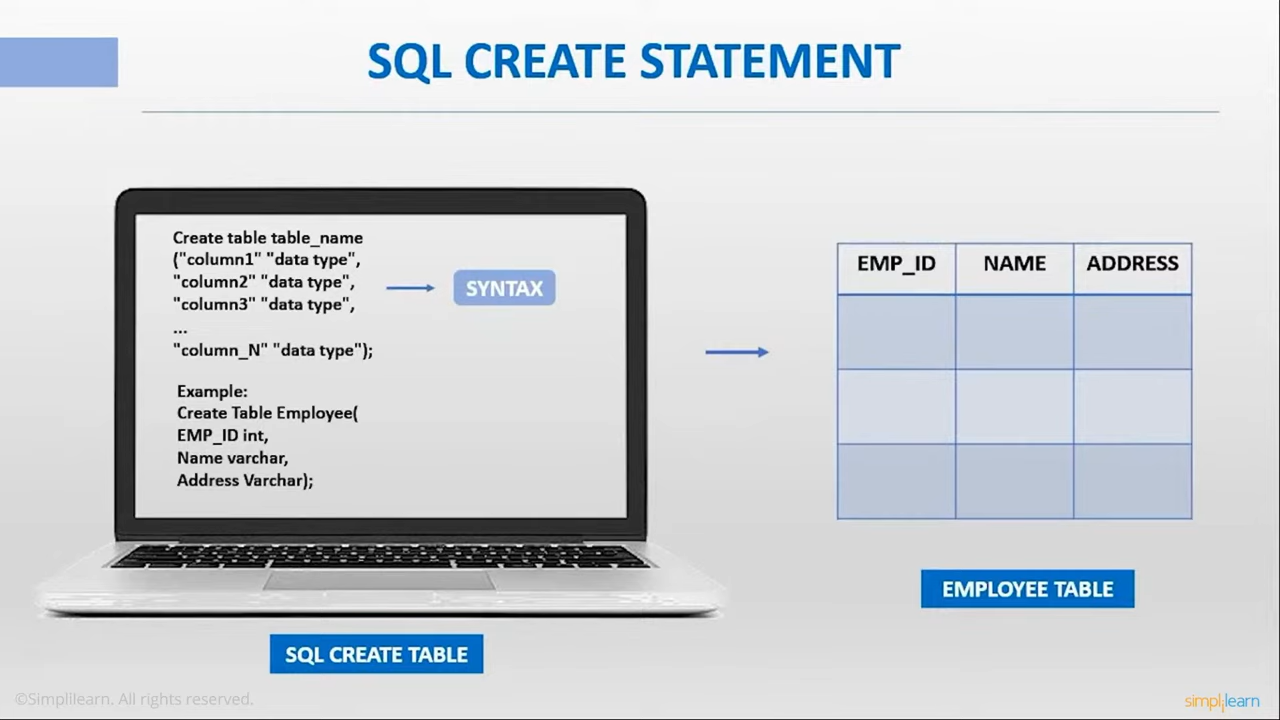 SQL CREATE STATEMENT
Create table table_name
("column1" "data type",
"column2" "data type",
"column3" "data type",
...
"column_N" "data type");
SYNTAX
Example:
Create Table Employee(
EMP_ID int,
Name varchar,
Address Varchar);
SQL CREATE TABLE
EMP_ID NAME ADDRESS
EMPLOYEE TABLE
©Simplilearn. All rights reserved.
simplilearn